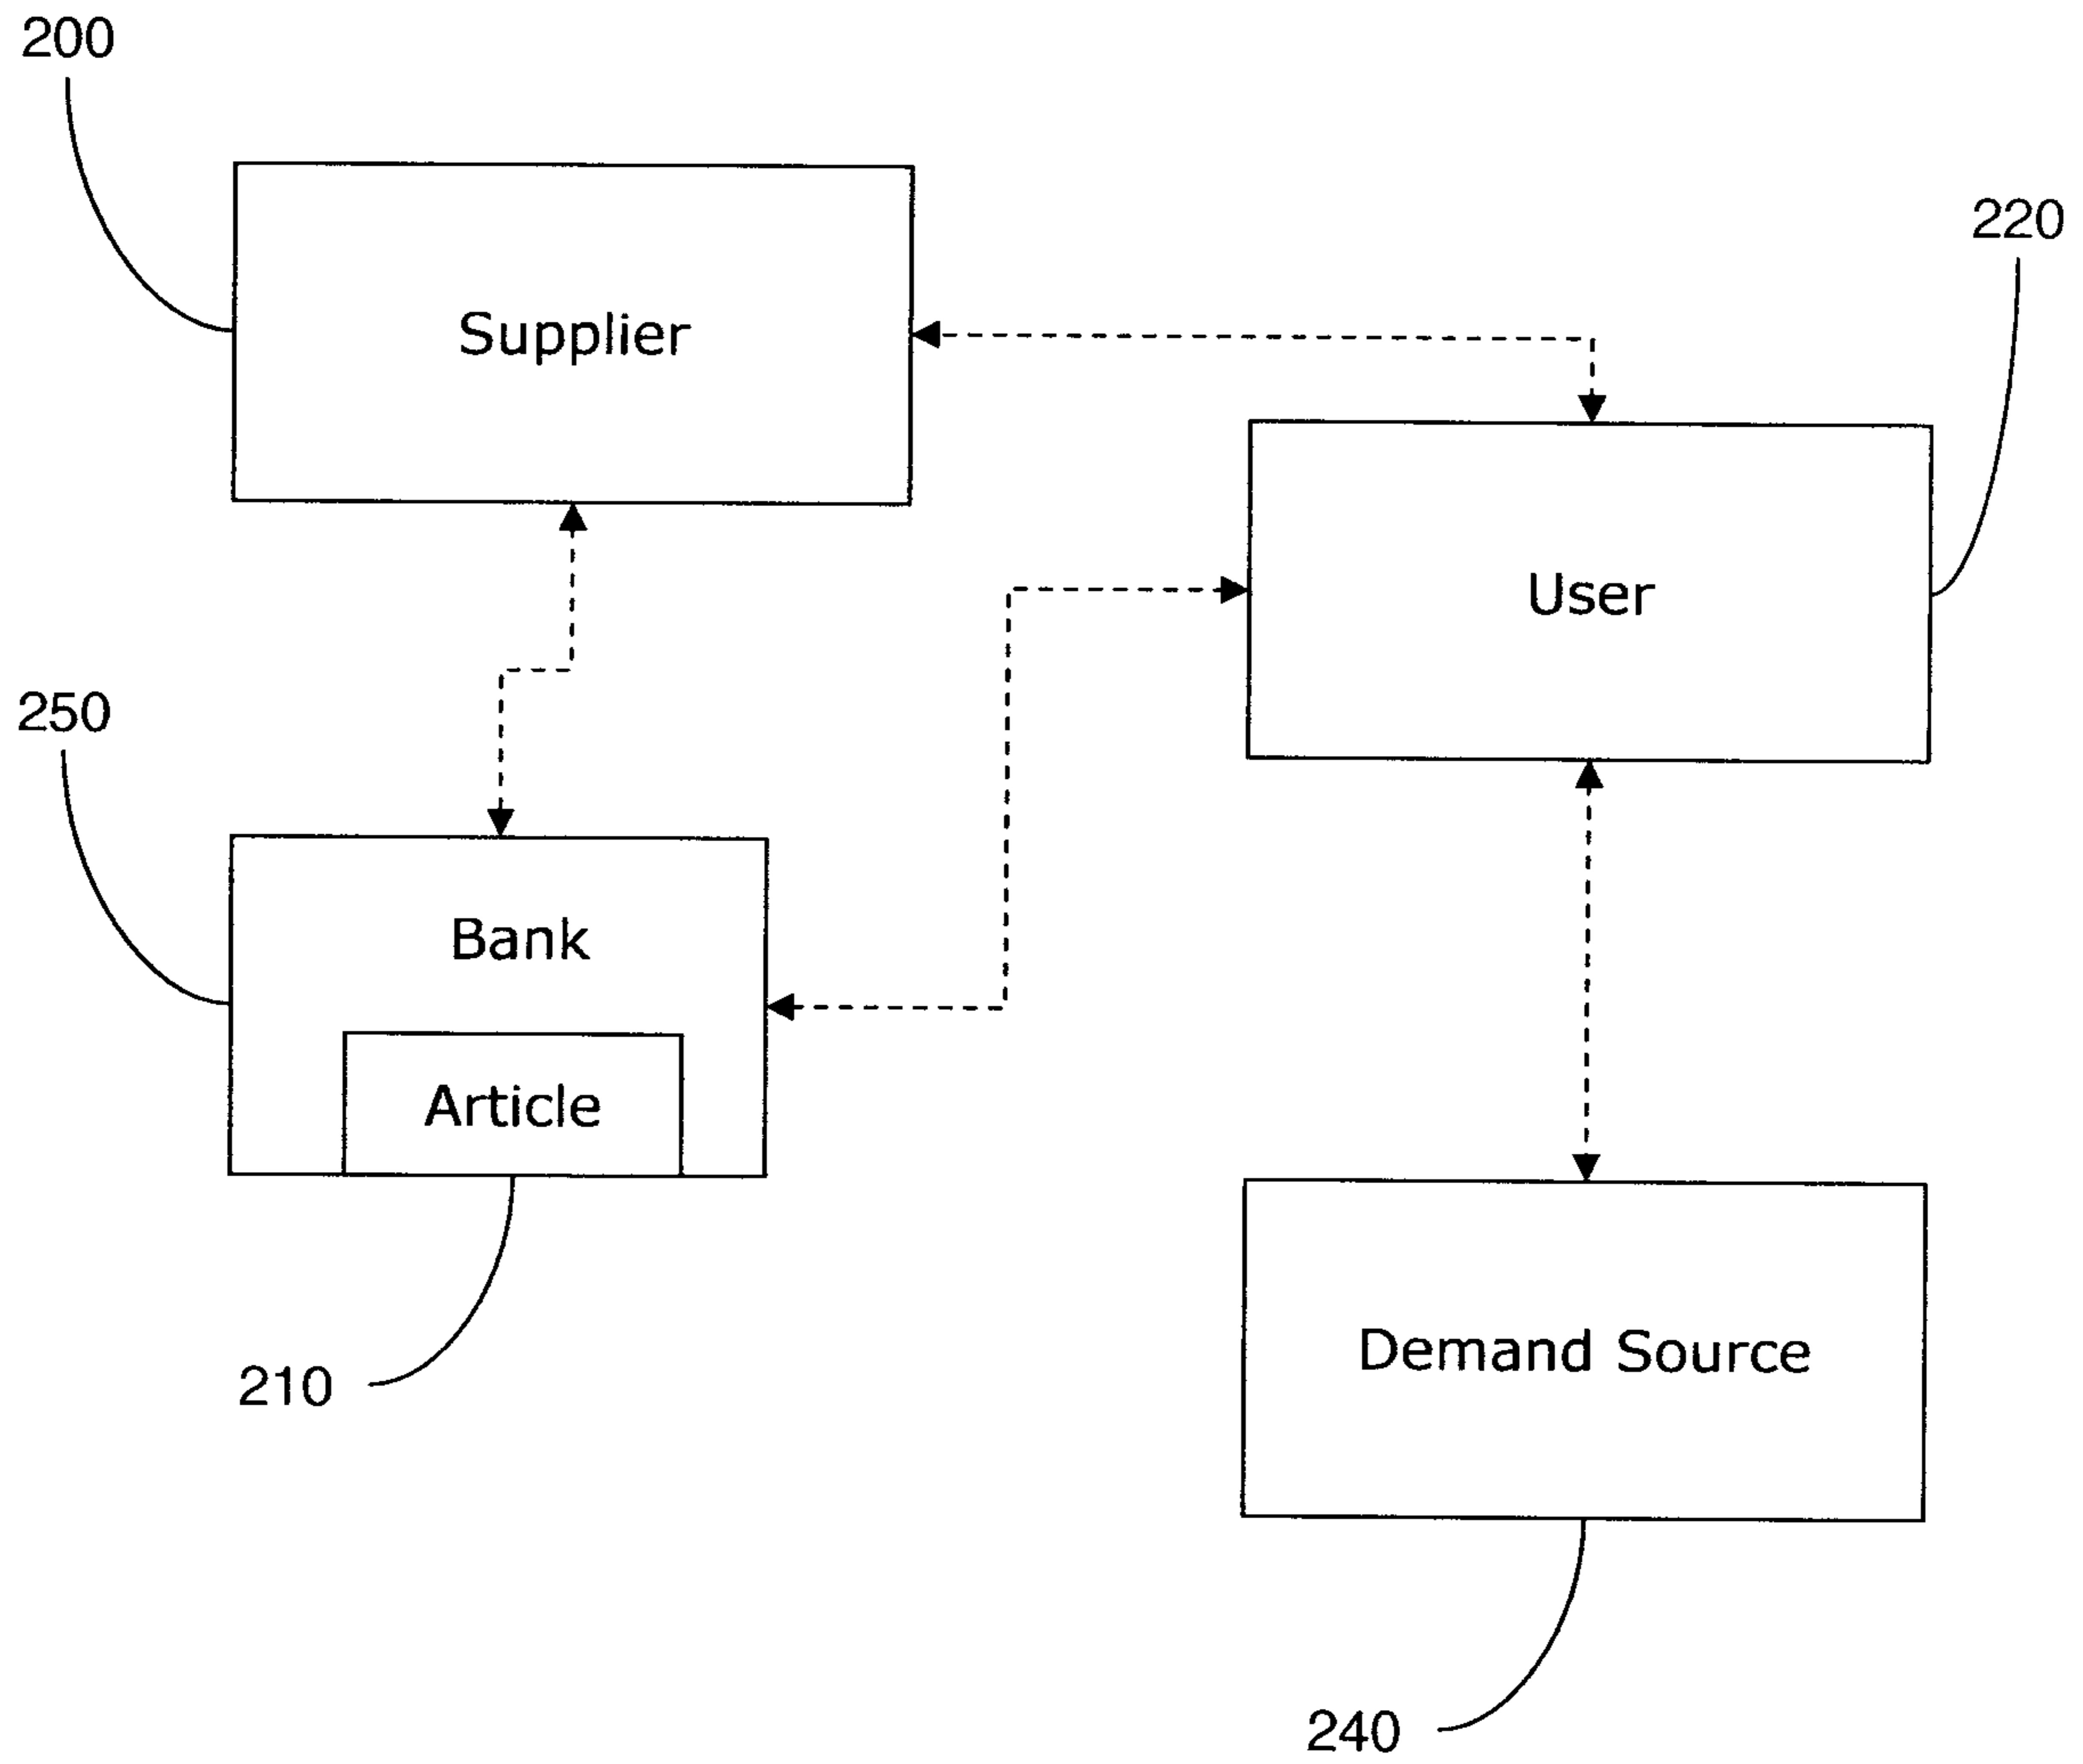 200
220
Supplier
User
250
Bank
Article
Demand Source
210
240